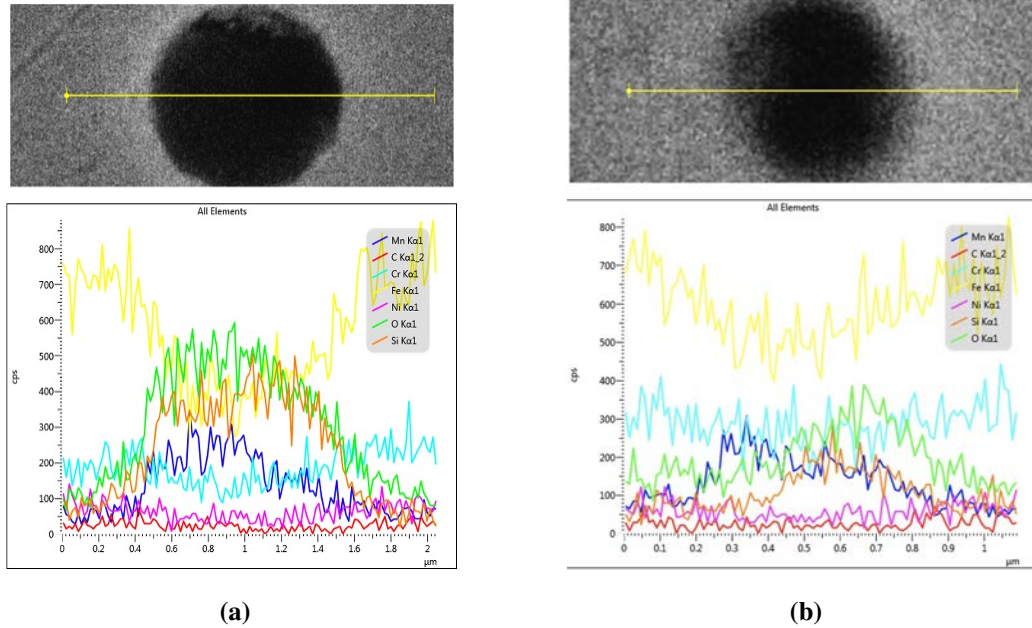 All Elements
cps
800
700
600
500
400
300
200
100
0
Mn Kα1
C Kα1_2
Cr Kα1
Fe Kα1
Ni Kα1
O Kα1
Si Kα1
0 0.2 0.4 0.6 0.8 1 1.2 1.4 1.6 1.8 2
μm
(a)
All Elements
cps
800
700
600
500
400
300
200
100
0
Mn Kα1
C Kα1_2
Cr Kα1
Fe Kα1
Ni Kα1
Si Kα1
O Kα1
0 0.1 0.2 0.3 0.4 0.5 0.6 0.7 0.8 0.9 1
μm
(b)